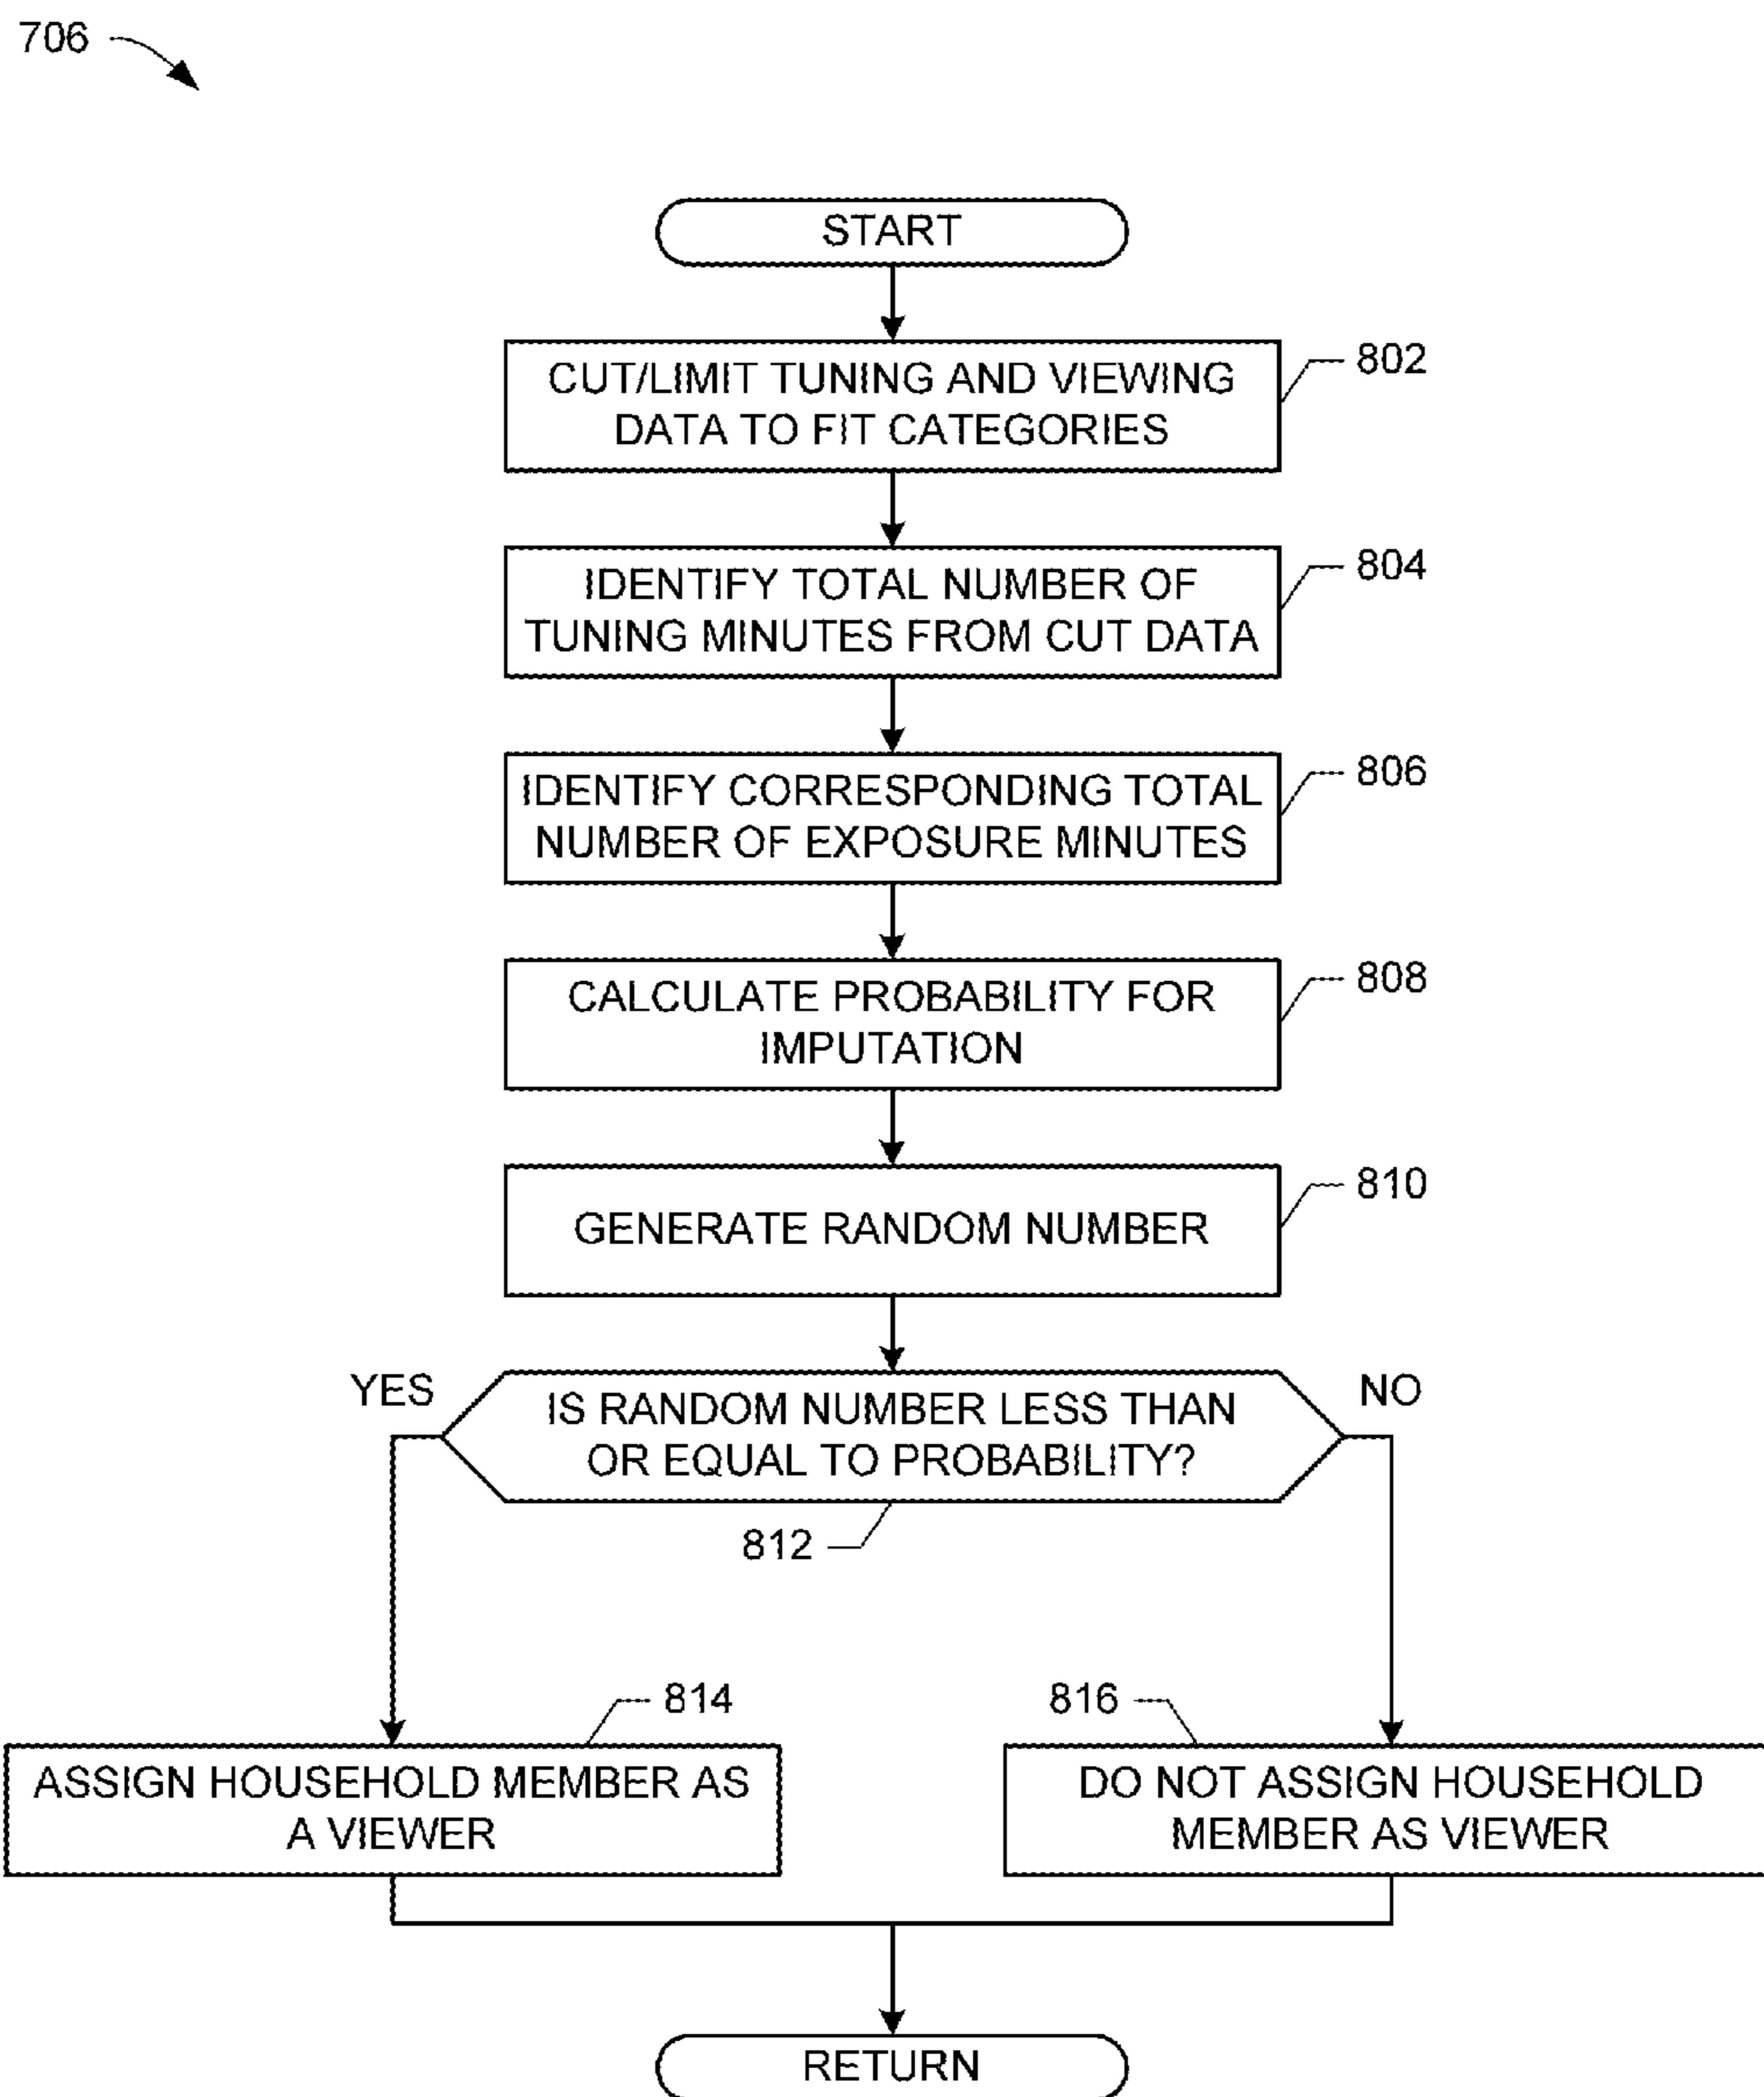 706
START
CUT/LIMIT TUNING AND VIEWING
DATA TO FIT CATEGORIES
802
IDENTIFY TOTAL NUMBER OF
TUNING MINUTES FROM CUT DATA
804
IDENTIFY CORRESPONDING TOTAL
NUMBER OF EXPOSURE MINUTES
806
CALCULATE PROBABILITY FOR
IMPUTATION
808
GENERATE RANDOM NUMBER
810
YES
IS RANDOM NUMBER LESS THAN
OR EQUAL TO PROBABILITY?
NO
812
814
ASSIGN HOUSEHOLD MEMBER AS
A VIEWER
816
DO NOT ASSIGN HOUSEHOLD
MEMBER AS VIEWER
RETURN